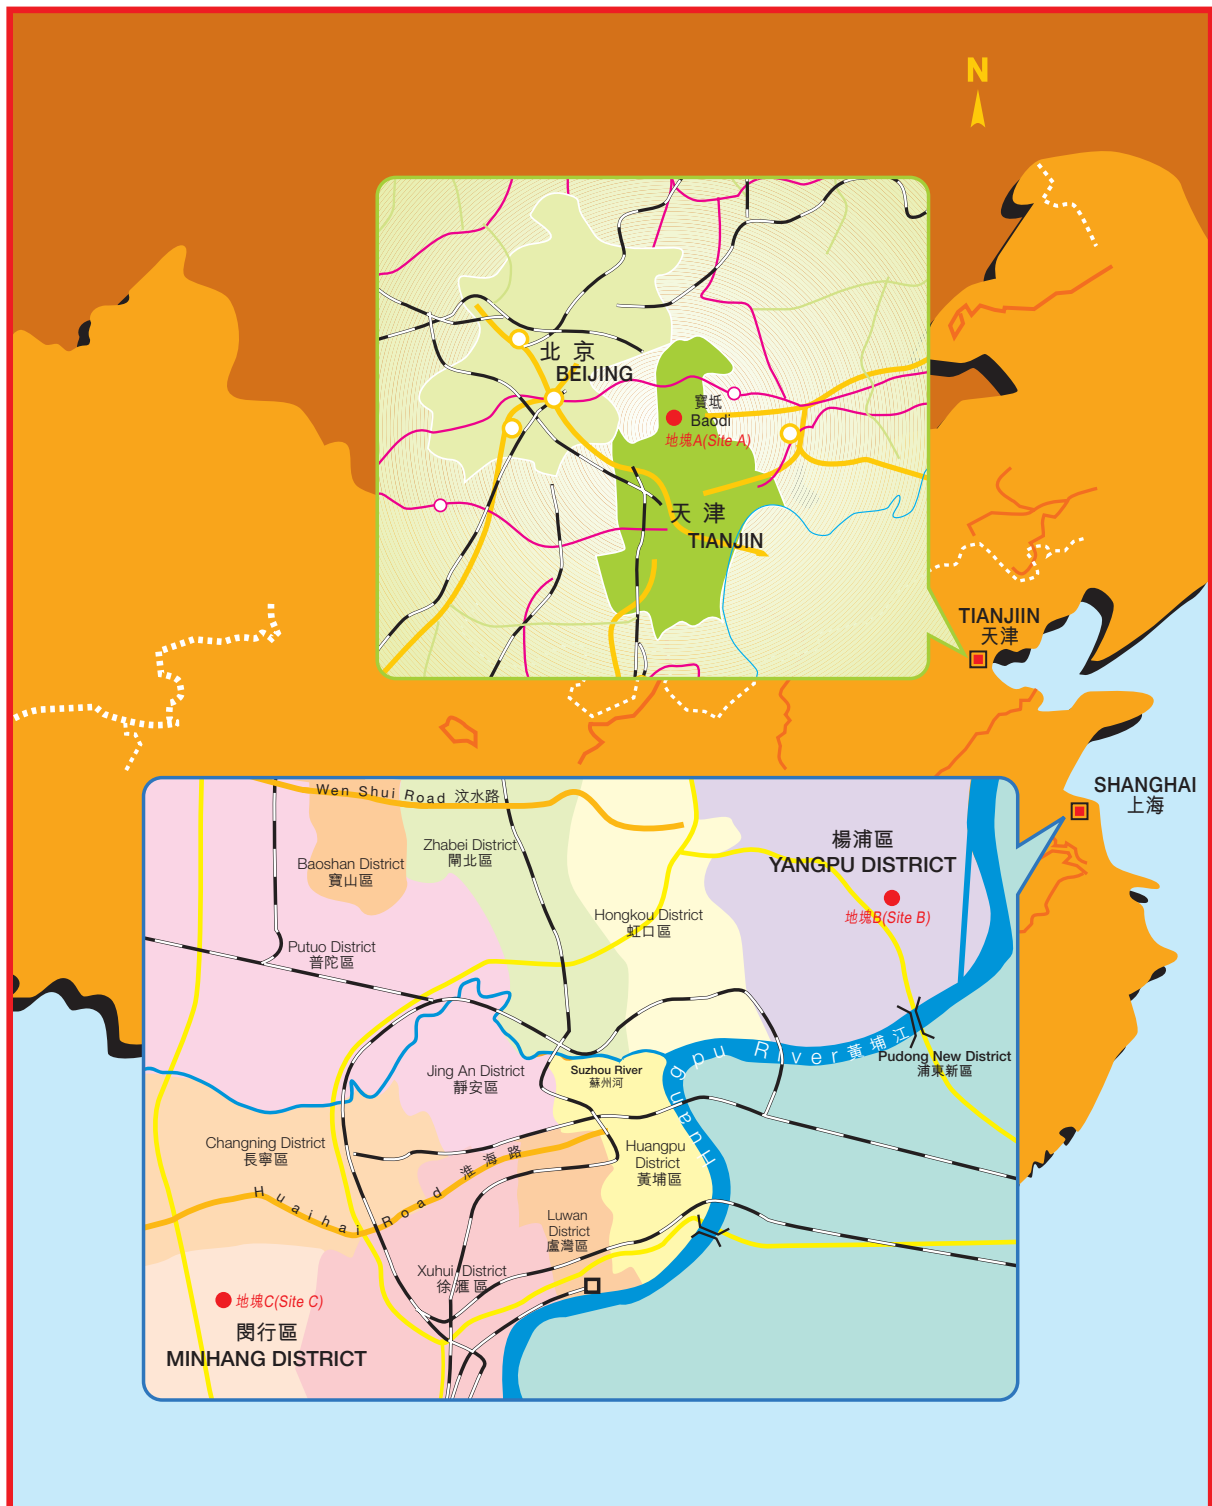 N
北京
BEIJING
寶坻
Baodi
地塊A(Site A)
天津
TIANJIN
TIANJIIN
天津
SHANGHAI
上海
Wen Shui Road 汶水路
Zhabei District
閘北區
Baoshan District
寶山區
楊浦區
YANGPU DISTRICT
地塊B(Site B)
Hongkou District
虹口區
Putuo District
普陀區
Huangpu River 黃埔江
Pudong New District
浦東新區
Suzhou River
蘇州河
Jing An District
靜安區
Changning District
長寧區
Huangpu
District
黃埔區
Huaihai Road 淮海路
Luwan
District
盧灣區
Xuhui District
徐滙區
地塊C(Site C)
閔行區
MINHANG DISTRICT